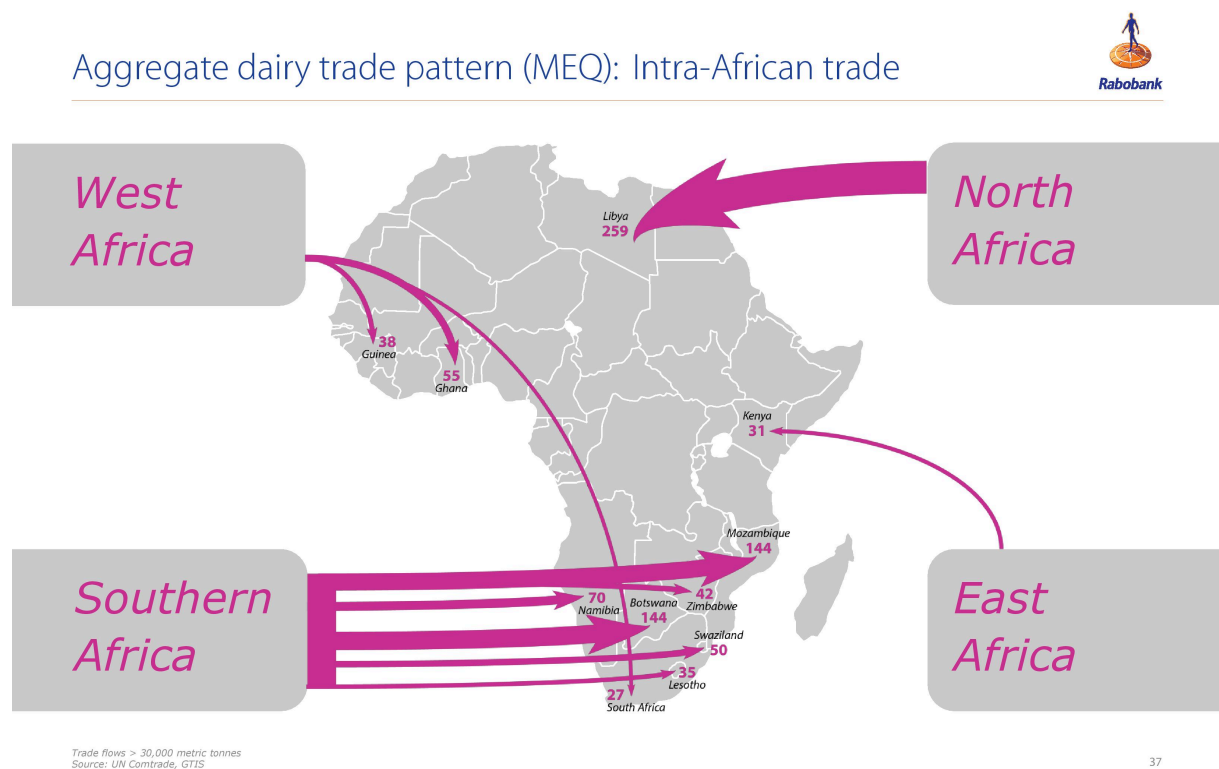 Aggregate dairy trade pattern (MEQ): Intra-African trade
Rabobank
West
Africa
North
Africa
Libya
259
38
Guinea
55
Ghana
Kenya
31
Mozambique
144
Southern
Africa
East
Africa
70
Namibia
Botswana
144
42
Zimbabwe
Swaziland
50
35
Lesotho
27
South Africa
Trade flows > 30,000 metric tonnes
Source: UN Comtrade, GTIS
37